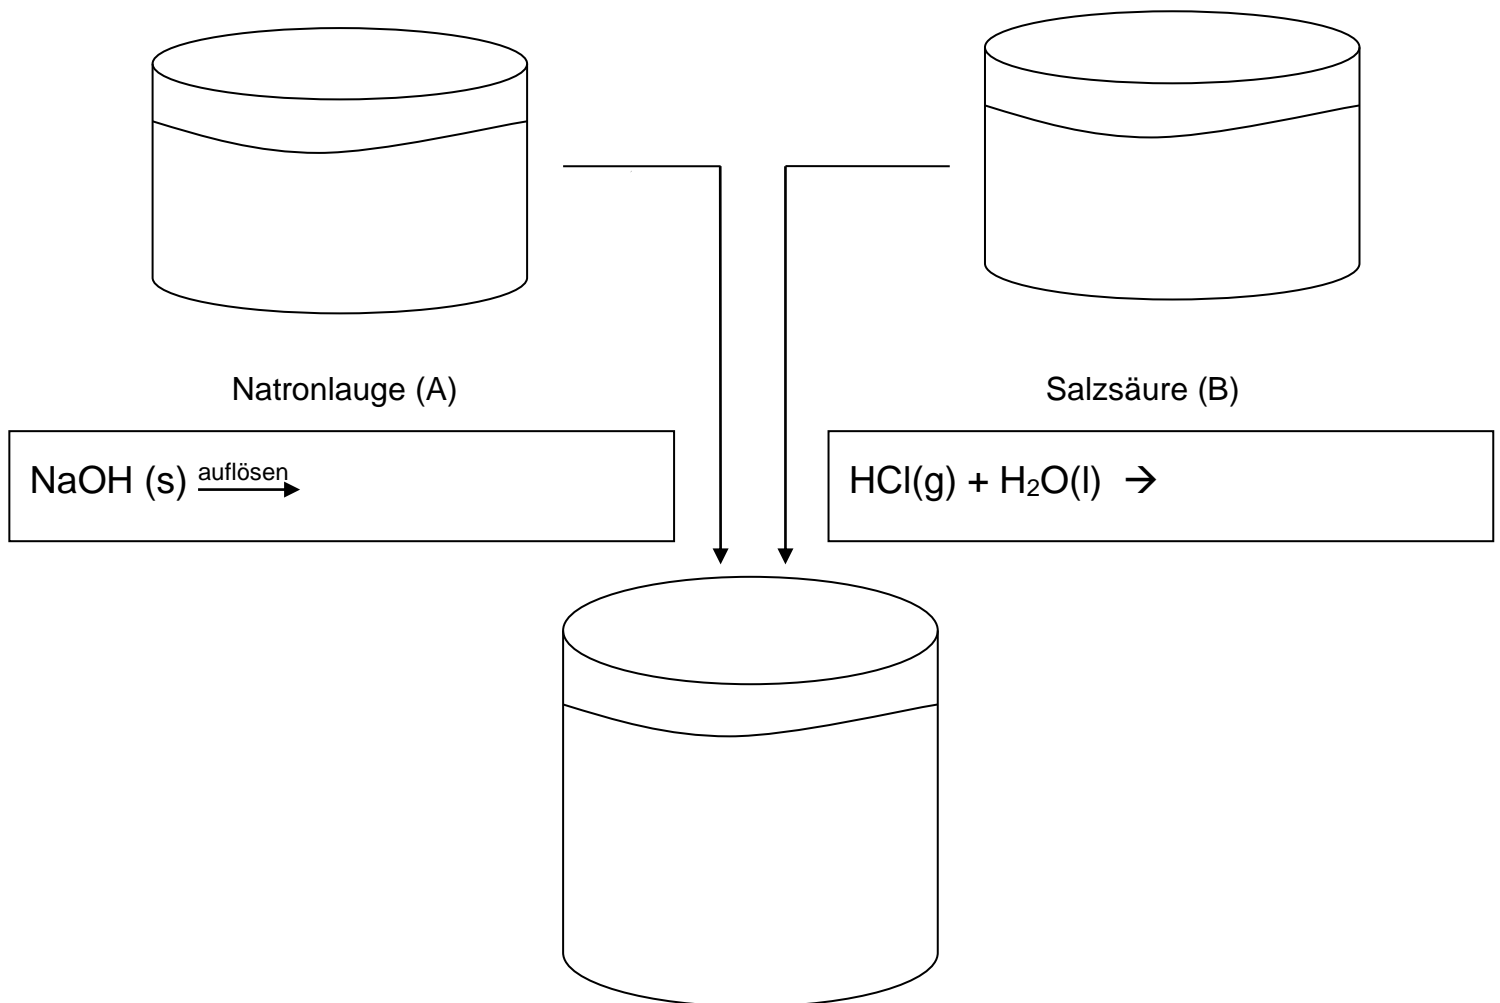 Natronlauge (A)
Salzsäure (B)
NaOH (s) auflösen→
HCl(g) + H₂O(l) →